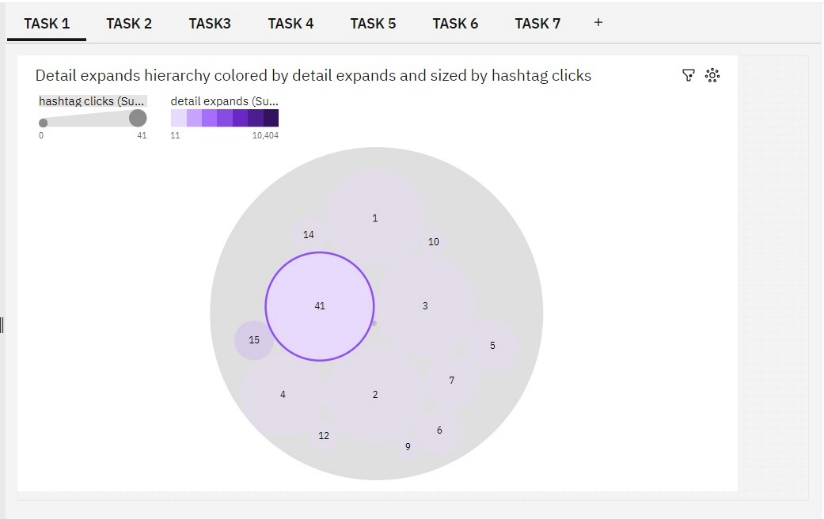 TASK 1 TASK 2 TASK3 TASK 4 TASK 5 TASK 6 TASK 7 +
Detail expands hierarchy colored by detail expands and sized by hashtag clicks
hashtag clicks (Su... detail expands (Su...
0 41 11 10,404
1
14
10
41 3
15
5
7
4 2
6
12
9